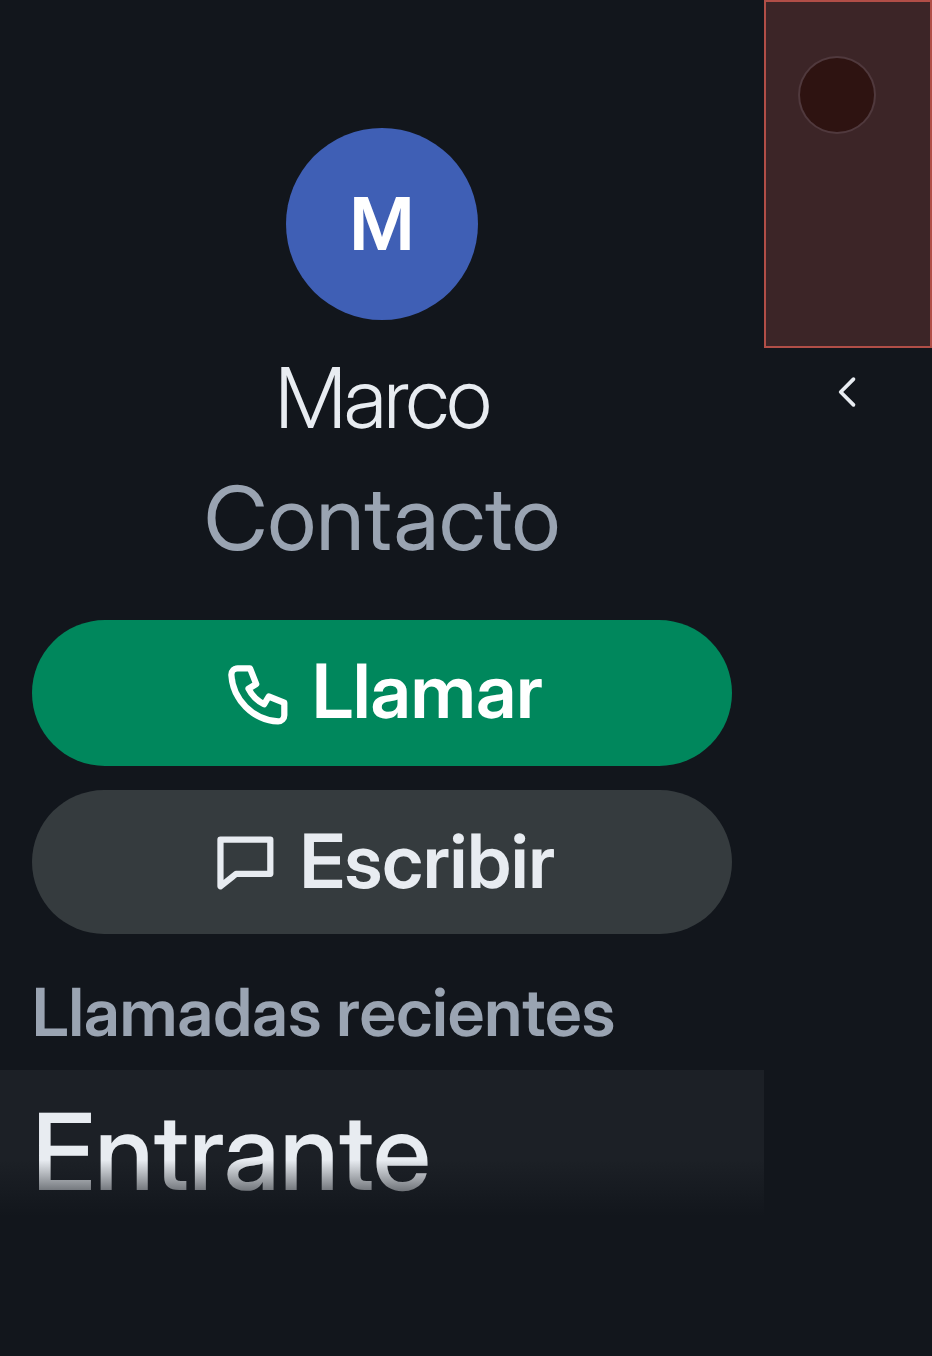 M
Marco
Contacto
Llamar
Escribir
Llamadas recientes
Entrante